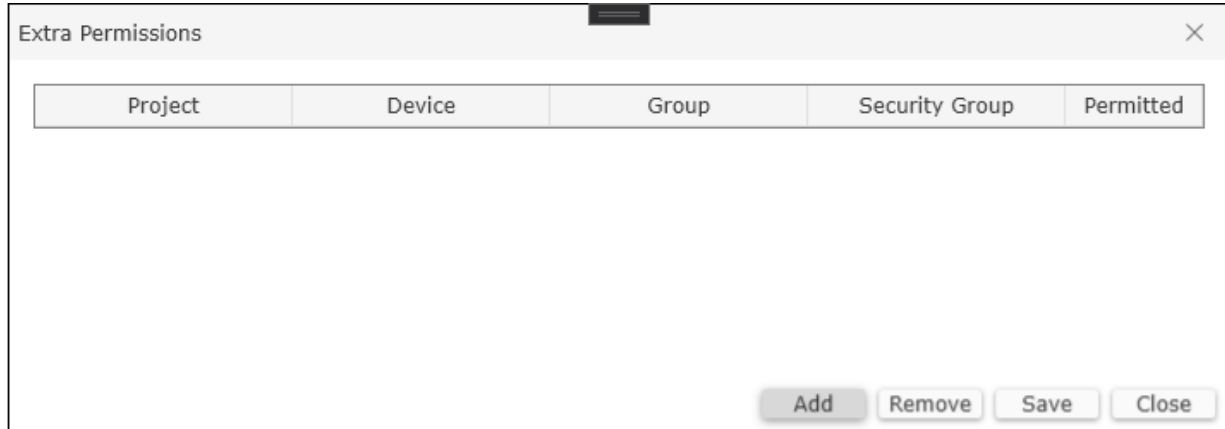 Extra Permissions
Project Device Group Security Group Permitted
Add Remove Save Close